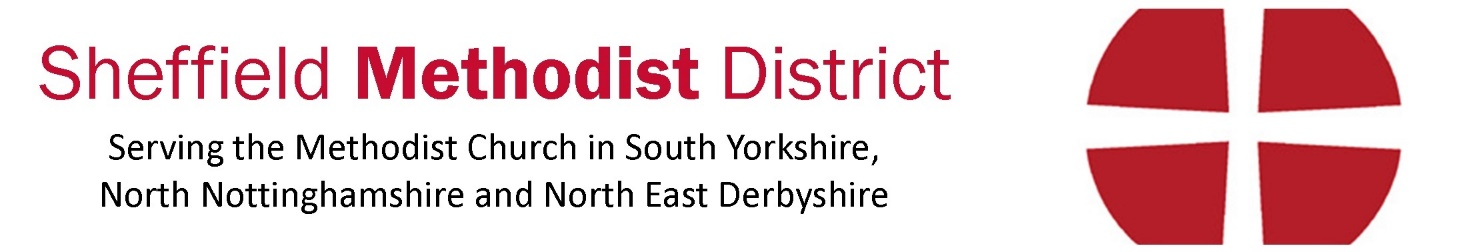 Sheffield Methodist District
Serving the Methodist Church in South Yorkshire,
North Nottinghamshire and North East Derbyshire